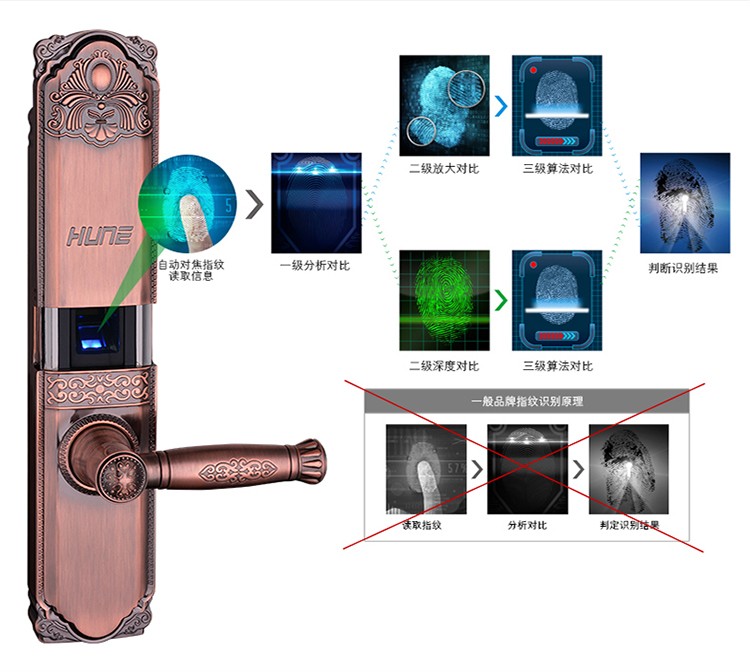 HUNE
自动对焦指纹
读取信息
一级分析对比
二级放大对比
三级算法对比
二级深度对比
三级算法对比
判断识别结果
一般品牌指纹识别原理
读取指纹
分析对比
判定识别结果